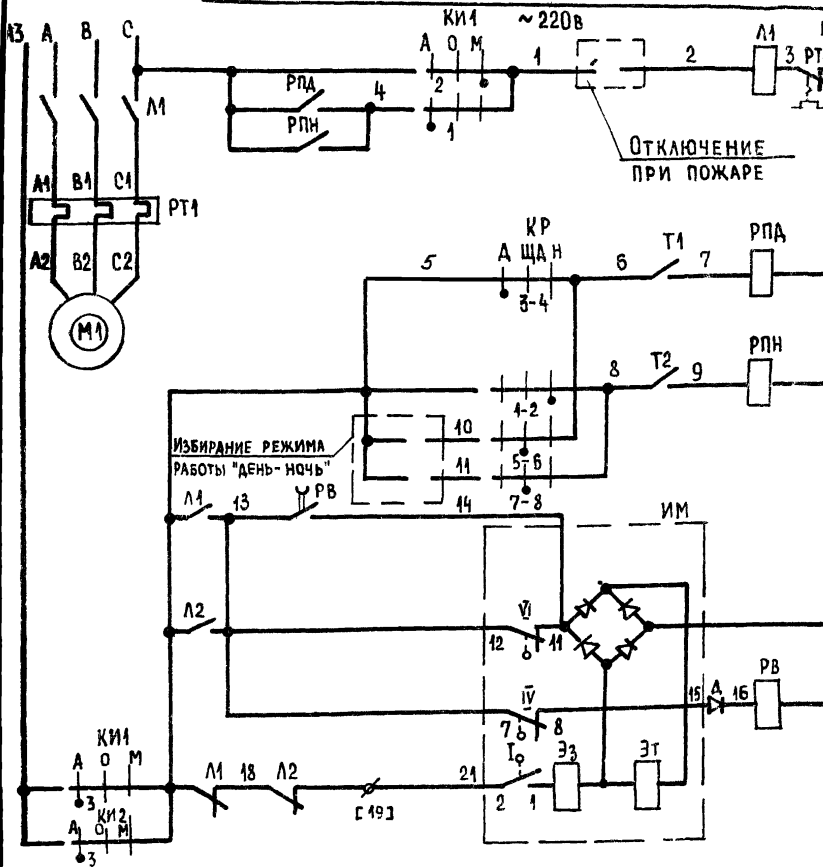 А3 А В С КИ1 ~220В
А О М 1 2 Л1 3 РТ
РПД 4 2
РПН 1
Л1
ОТКЛЮЧЕНИЕ
ПРИ ПОЖАРЕ
А1 В1 С1 РТ1
А2 В2 С2
М1
КР
5 Д ЩД Н 6 Т1 7 РПД
3-4
8 Т2 9 РПН
1-2
ИЗБИРАНИЕ РЕЖИМА
РАБОТЫ "ДЕНЬ-НОЧЬ"
10
5-6
11
7-8
Л1 13 РВ 14 ИМ
Л2 12 VI 11
IV 15 Д 16 РВ
7 8
КИ1
А О М
3
Л1 18 Л2 21 I ЭЗ ЭТ
[19] 2 1
КИ2
А О М
3